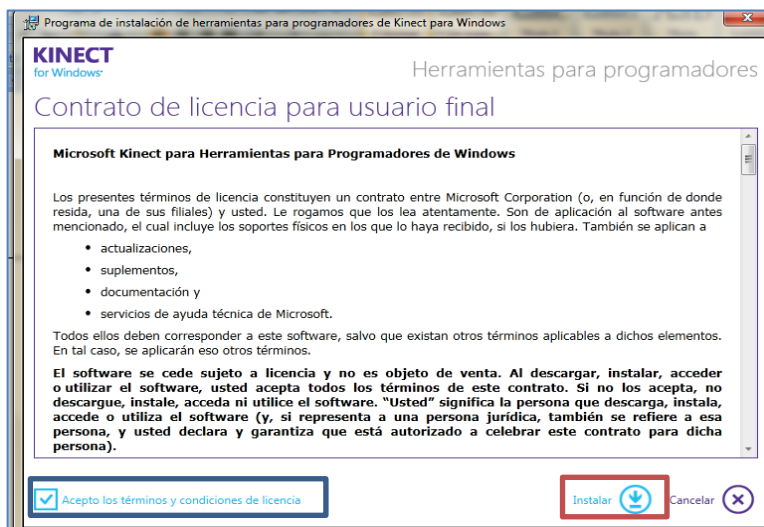 Programa de instalación de herramientas para programadores de Kinect para Windows
KINECT
for Windows
Herramientas para programadores
Contrato de licencia para usuario final
Microsoft Kinect para Herramientas para Programadores de Windows
Los presentes términos de licencia constituyen un contrato entre Microsoft Corporation (o, en función de donde
resida, una de sus filiales) y usted. Le rogamos que los lea atentamente. Son de aplicación al software antes
mencionado, el cual incluye los soportes físicos en los que lo haya recibido, si los hubiera. También se aplican a
• actualizaciones,
• suplementos,
• documentación y
• servicios de ayuda técnica de Microsoft.
Todos ellos deben corresponder a este software, salvo que existan otros términos aplicables a dichos elementos.
En tal caso, se aplicarán eso otros términos.
El software se cede sujeto a licencia y no es objeto de venta. Al descargar, instalar, acceder
o utilizar el software, usted acepta todos los términos de este contrato. Si no los acepta, no
descargue, instale, acceda ni utilice el software. “Usted” significa la persona que descarga, instala,
accede o utiliza el software (y, si representa a una persona jurídica, también se refiere a esa
persona, y usted declara y garantiza que está autorizado a celebrar este contrato para dicha
persona).
Acepto los términos y condiciones de licencia
Instalar
Cancelar